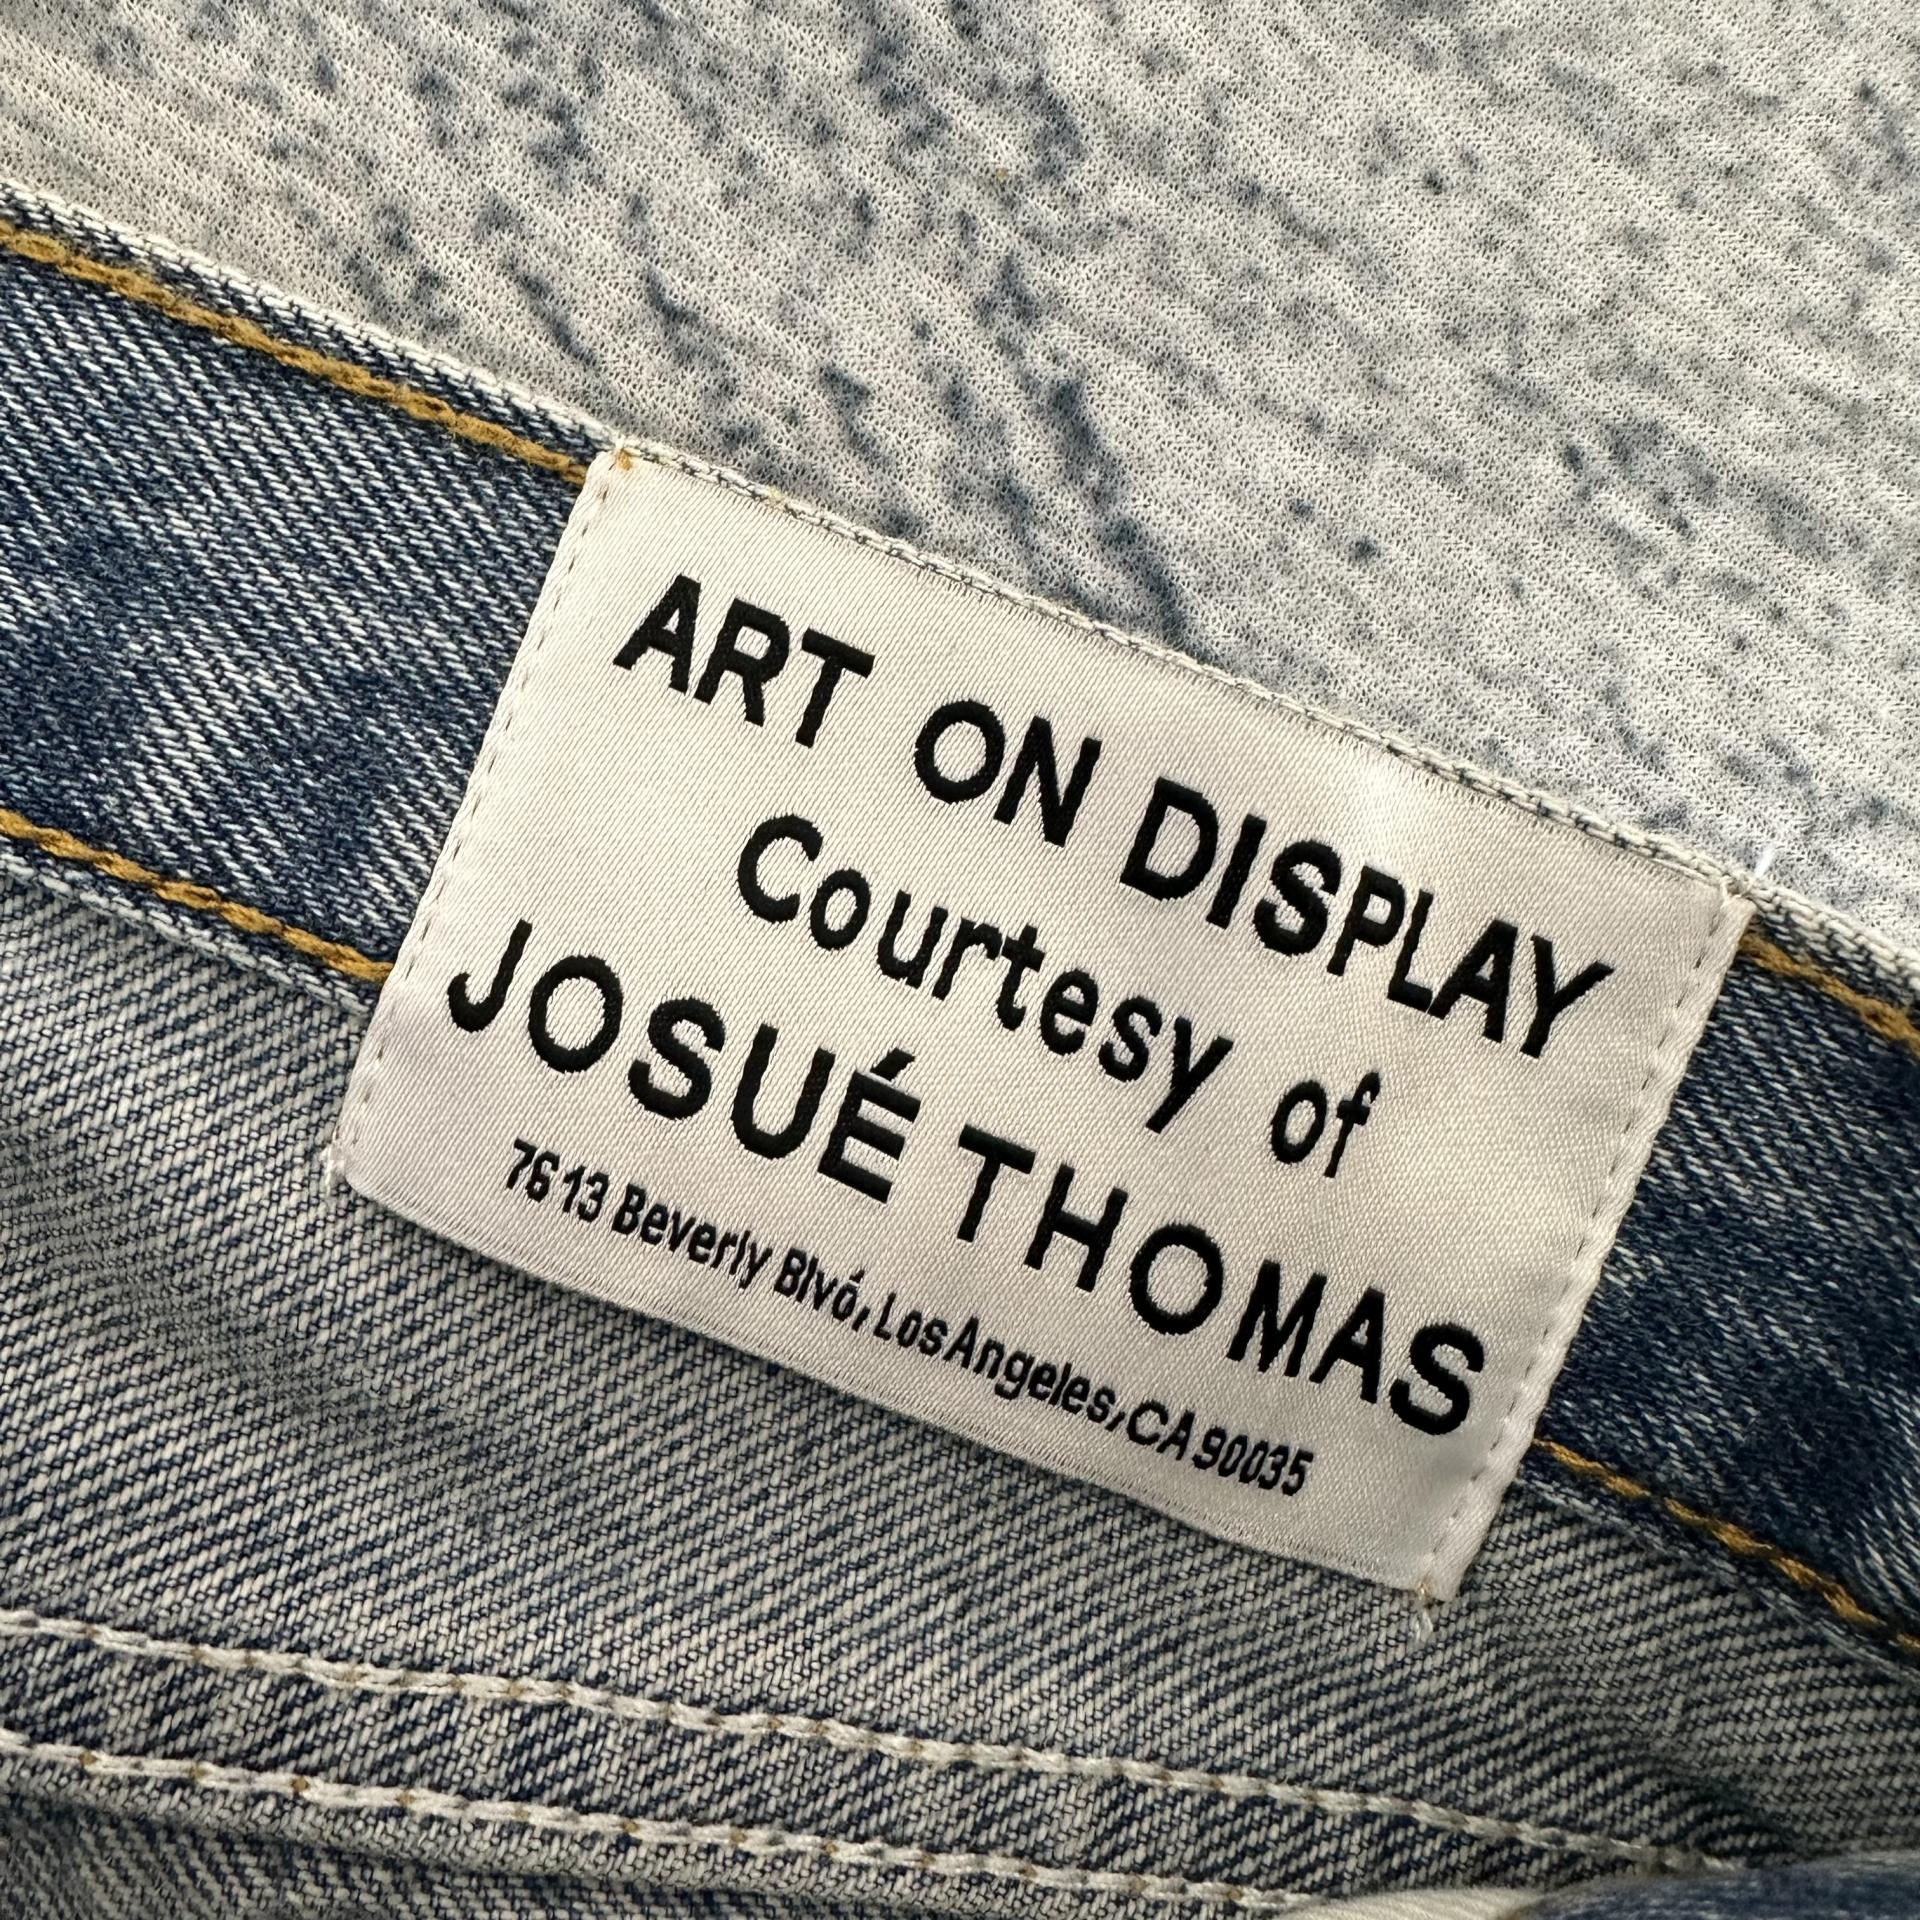 ART ON DISPLAY
Courtesy of
JOSUÉ THOMAS
7613 Beverly Blvd, Los Angeles, CA 90035